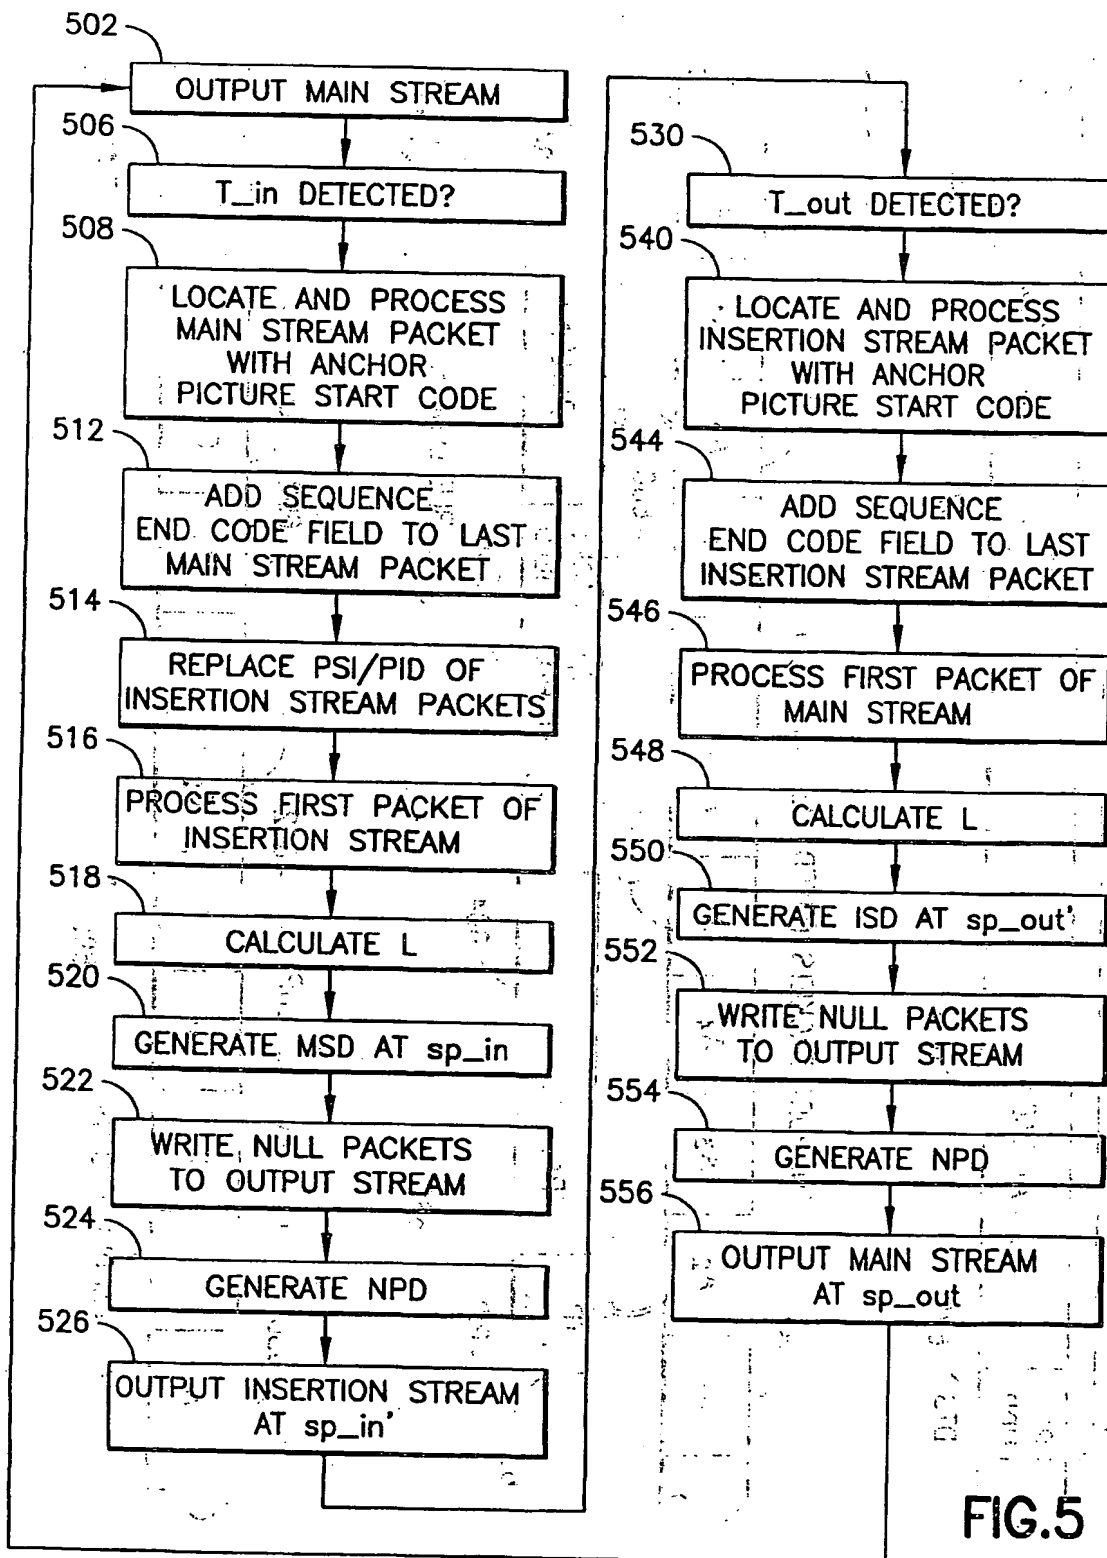 502
OUTPUT MAIN STREAM
506
T_in DETECTED?
508
LOCATE AND PROCESS
MAIN STREAM PACKET
WITH ANCHOR
PICTURE START CODE
512
ADD SEQUENCE
END CODE FIELD TO LAST
MAIN STREAM PACKET
514
REPLACE PSI/PID OF
INSERTION STREAM PACKETS
516
PROCESS FIRST PACKET OF
INSERTION STREAM
518
CALCULATE L
520
GENERATE MSD AT sp_in
522
WRITE NULL PACKETS
TO OUTPUT STREAM
524
GENERATE NPD
526
OUTPUT INSERTION STREAM
AT sp_in'
530
T_out DETECTED?
540
LOCATE AND PROCESS
INSERTION STREAM PACKET
WITH ANCHOR
PICTURE START CODE
544
ADD SEQUENCE
END CODE FIELD TO LAST
INSERTION STREAM PACKET
546
PROCESS FIRST PACKET OF
MAIN STREAM
548
CALCULATE L
550
GENERATE ISD AT sp_out'
552
WRITE NULL PACKETS
TO OUTPUT STREAM
554
GENERATE NPD
556
OUTPUT MAIN STREAM
AT sp_out
FIG.5